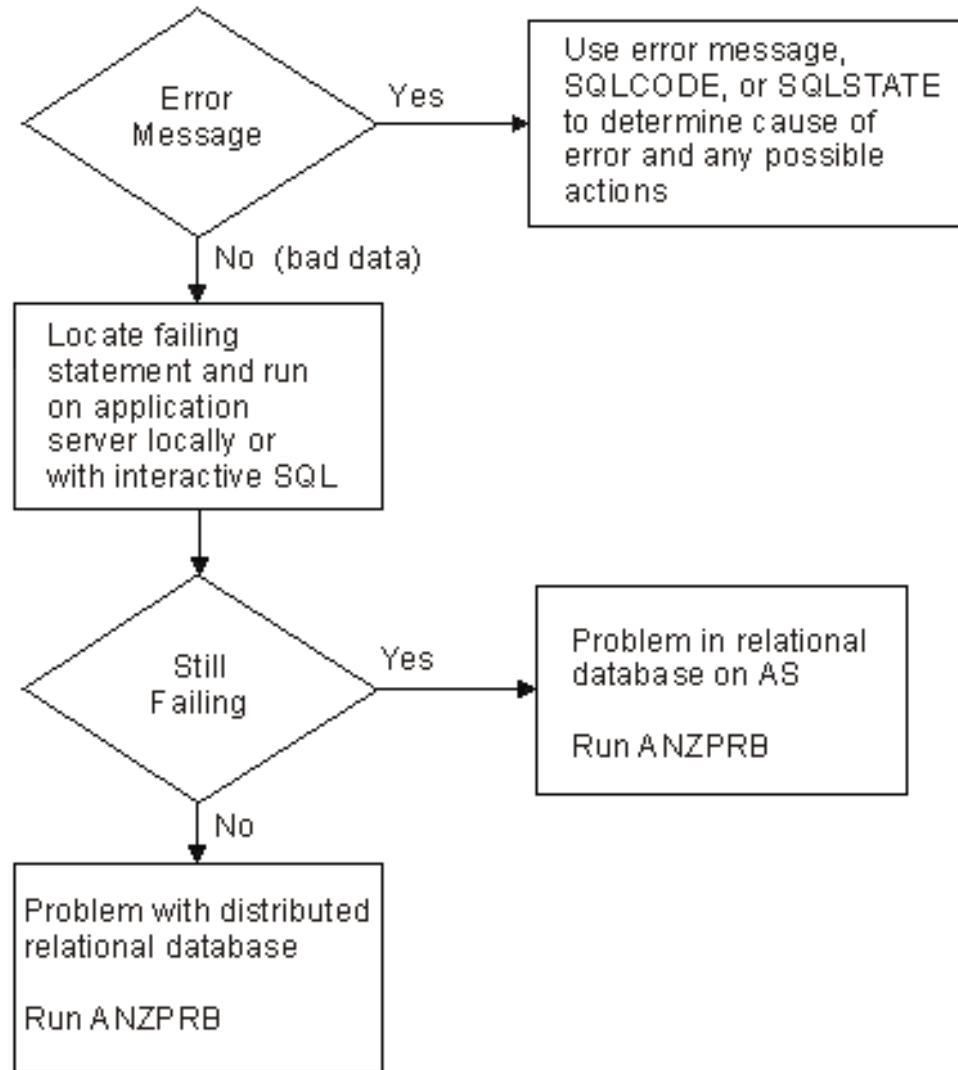 Error
Message
Yes
Use error message,
SQLCODE, or SQLSTATE
to determine cause of
error and any possible
actions
No (bad data)
Locate failing
statement and run
on application
server locally or
with interactive SQL
Still
Failing
Yes
Problem in relational
database on AS
Run ANZPRB
No
Problem with distributed
relational database
Run ANZPRB